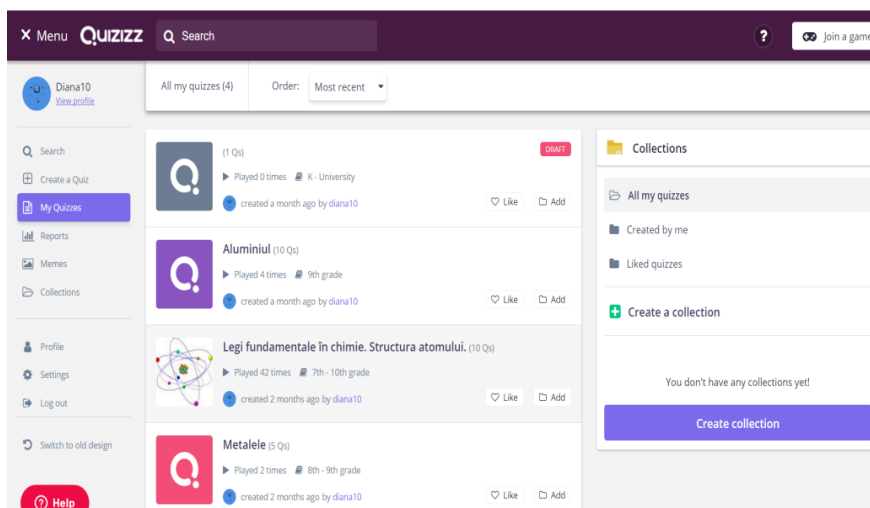 Menu QUIZIZZ Search ? Join a game
Diana10
View profile
Search
Create a Quiz
My Quizzes
Reports
Memes
Collections
Profile
Settings
Log out
Switch to old design
? Help
All my quizzes (4) Order: Most recent
(1 Qs) DRAFT
Played 0 times K - University
created a month ago by diana10 Like Add
Aluminiul (10 Qs)
Played 4 times 9th grade
created a month ago by diana10 Like Add
Legi fundamentale în chimie. Structura atomului. (10 Qs)
Played 42 times 7th - 10th grade
created 2 months ago by diana10 Like Add
Metalele (5 Qs)
Played 2 times 8th - 9th grade
created 2 months ago by diana10 Like Add
Collections
All my quizzes
Created by me
Liked quizzes
Create a collection
You don't have any collections yet!
Create collection